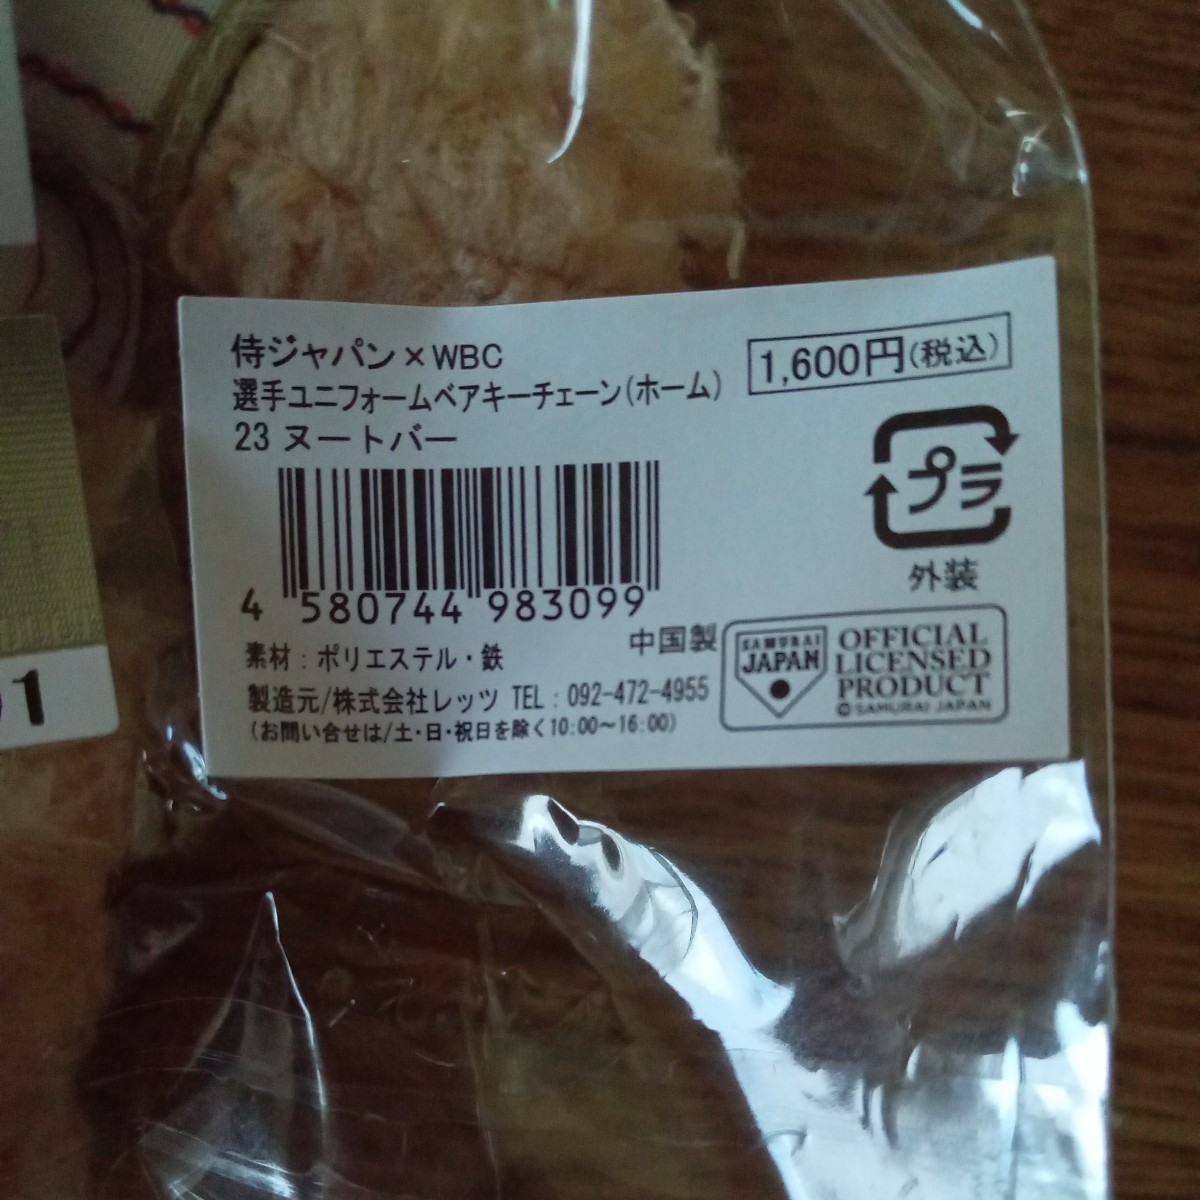 侍ジャパン×WBC
1,600円(税込)
選手ユニフォームベアキーチェーン(ホーム)
23 ヌートバー
プラ
外装
4 580744 983099
中国製
素材：ポリエステル・鉄
製造元/株式会社レッツ TEL：092-472-4955
(お問い合せは/土・日・祝日を除く10:00～16:00)
SAMURAI
JAPAN
OFFICIAL
LICENSED
PRODUCT
©SAMURAI JAPAN